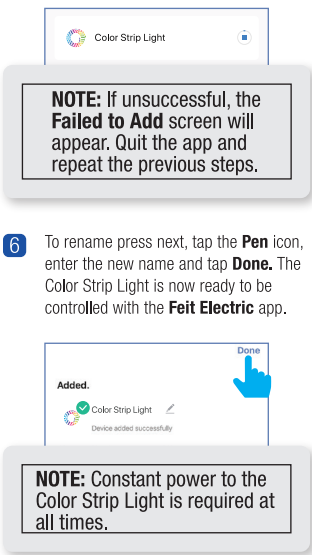 Color Strip Light
NOTE: If unsuccessful, the
Failed to Add screen will
appear. Quit the app and
repeat the previous steps.
6 To rename press next, tap the Pen icon,
enter the new name and tap Done. The
Color Strip Light is now ready to be
controlled with the Feit Electric app.
Done
Added.
Color Strip Light
Device added successfully
NOTE: Constant power to the
Color Strip Light is required at
all times.